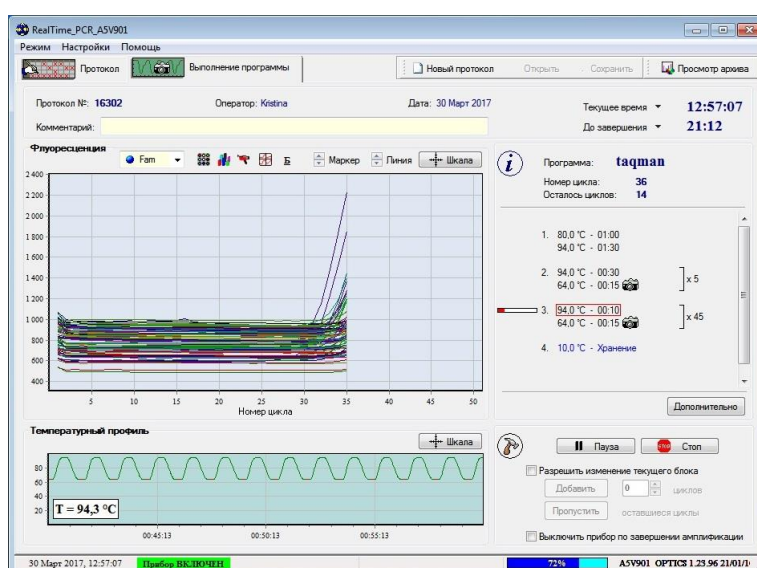 RealTime_PCR_A5V901
Режим Настройки Помощь
Протокол Выполнение программы Новый протокол Открыть Сохранить Просмотр архива
Протокол №: 16302 Оператор: Kristina Дата: 30 Март 2017 Текущее время 12:57:07
Комментарий: До завершения 21:12
Флуоресценция
Fam Б Маркер Линия Шкала
2 400
2 200
2 000
1 800
1 600
1 400
1 200
1 000
800
600
400
5 10 15 20 25 30 35 40 45 50
Номер цикла
Программа: taqman
Номер цикла: 36
Осталось циклов: 14
1. 80,0 °C - 01:00
94,0 °C - 01:30
2. 94,0 °C - 00:30
64,0 °C - 00:15
x 5
3. 94,0 °C - 00:10
64,0 °C - 00:15
x 45
4. 10,0 °C - Хранение
Дополнительно
Температурный профиль
Шкала
80
60
40
20
T = 94,3 °C
00:45:13 00:50:13 00:55:13
Пауза STOP Стоп
Разрешить изменение текущего блока
Добавить 0 циклов
Пропустить оставшиеся циклы
Выключить прибор по завершении амплификации
30 Март 2017, 12:57:07 Прибор ВКЛЮЧЕН 72% A5V901 OPTICS 1.23.96 21/01/1